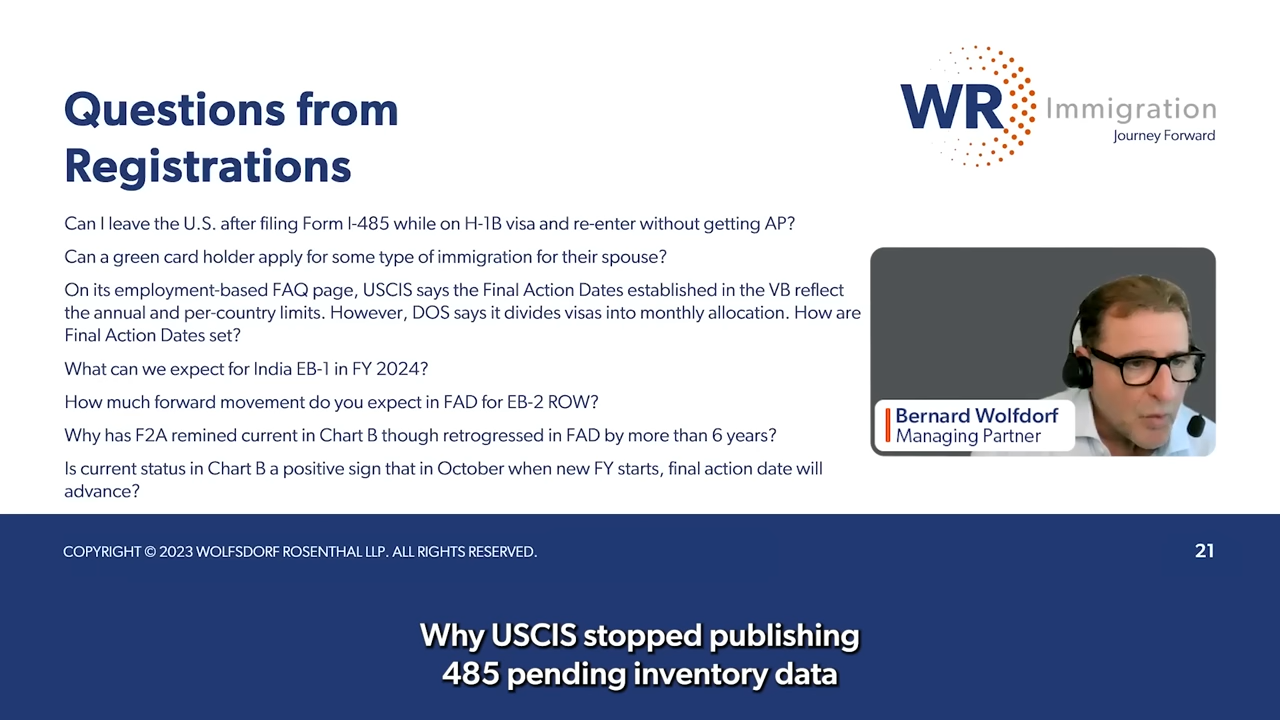 Questions from
Registrations
WR Immigration
Journey Forward
Can I leave the U.S. after filing Form I-485 while on H-1B visa and re-enter without getting AP?
Can a green card holder apply for some type of immigration for their spouse?
On its employment-based FAQ page, USCIS says the Final Action Dates established in the VB reflect
the annual and per-country limits. However, DOS says it divides visas into monthly allocation. How are
Final Action Dates set?
What can we expect for India EB-1 in FY 2024?
How much forward movement do you expect in FAD for EB-2 ROW?
Why has F2A remined current in Chart B though retrogressed in FAD by more than 6 years?
Is current status in Chart B a positive sign that in October when new FY starts, final action date will
advance?
Bernard Wolfdorf
Managing Partner
COPYRIGHT © 2023 WOLFSDORF ROSENTHAL LLP. ALL RIGHTS RESERVED.
21
Why USCIS stopped publishing
485 pending inventory data